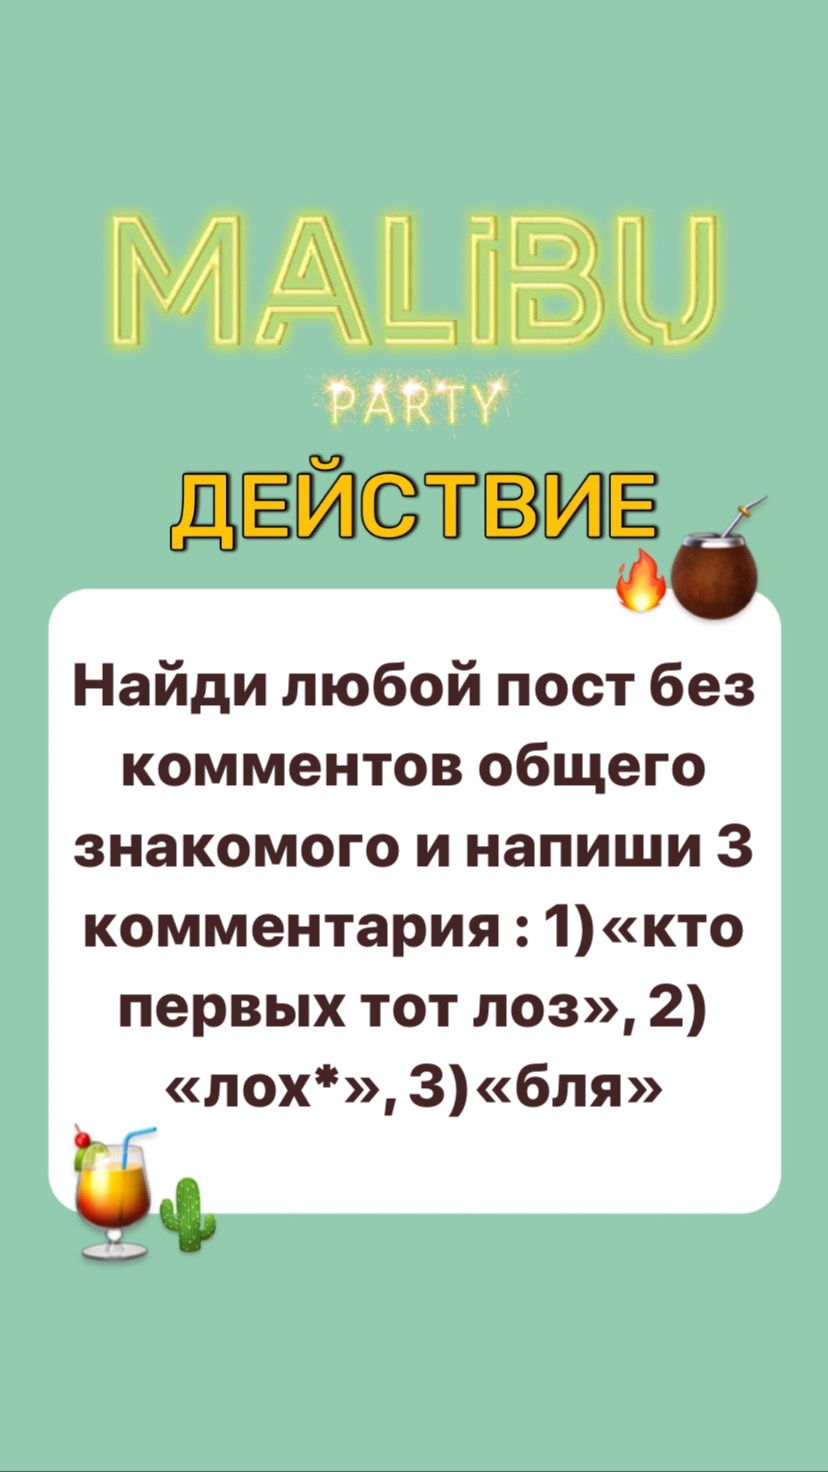 MALiBU
PARTY
ДЕЙСТВИЕ
Найди любой пост без
комментов общего
знакомого и напиши 3
комментария : 1)«кто
первых тот лоз», 2)
«лох*», 3)«бля»